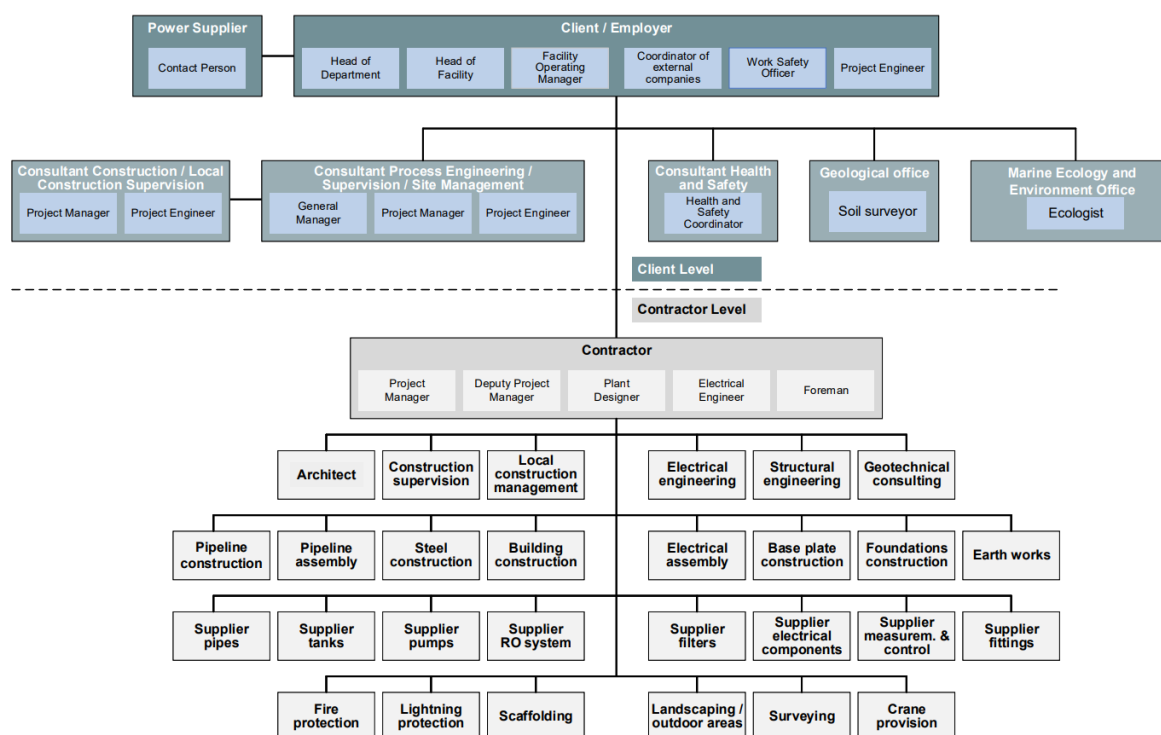 Power Supplier
Contact Person
Client / Employer
Head of
Department
Head of
Facility
Facility
Operating
Manager
Coordinator of
external
companies
Work Safety
Officer
Project Engineer
Consultant Construction / Local
Construction Supervision
Project Manager
Project Engineer
Consultant Process Engineering /
Supervision / Site Management
General
Manager
Project Manager
Project Engineer
Consultant Health
and Safety
Health and
Safety
Coordinator
Geological office
Soil surveyor
Marine Ecology and
Environment Office
Ecologist
Client Level
Contractor Level
Contractor
Project
Manager
Deputy Project
Manager
Plant
Designer
Electrical
Engineer
Foreman
Architect
Construction
supervision
Local
construction
management
Electrical
engineering
Structural
engineering
Geotechnical
consulting
Pipeline
construction
Pipeline
assembly
Steel
construction
Building
construction
Electrical
assembly
Base plate
construction
Foundations
construction
Earth works
Supplier
pipes
Supplier
tanks
Supplier
pumps
Supplier
RO system
Supplier
filters
Supplier
electrical
components
Supplier
measurem. &
control
Supplier
fittings
Fire
protection
Lightning
protection
Scaffolding
Landscaping /
outdoor areas
Surveying
Crane
provision